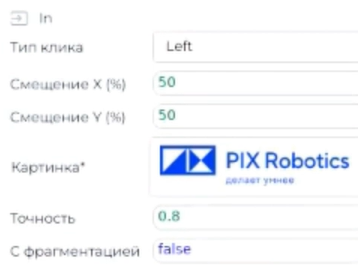 In
Тип клика
Left
Смещение X (%)
50
Смещение Y (%)
50
Картинка*
PIX Robotics
делает умнее
Точность
0.8
С фрагментацией
false